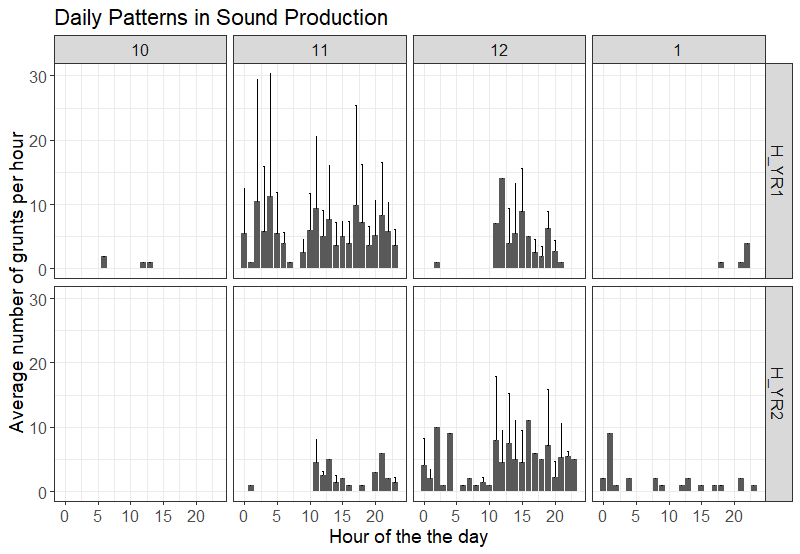 Daily Patterns in Sound Production
10 11 12 1
Average number of grunts per hour
30
20
10
0
H_YR1
30
20
10
0
H_YR2
0 5 10 15 20 0 5 10 15 20 0 5 10 15 20 0 5 10 15 20
Hour of the the day